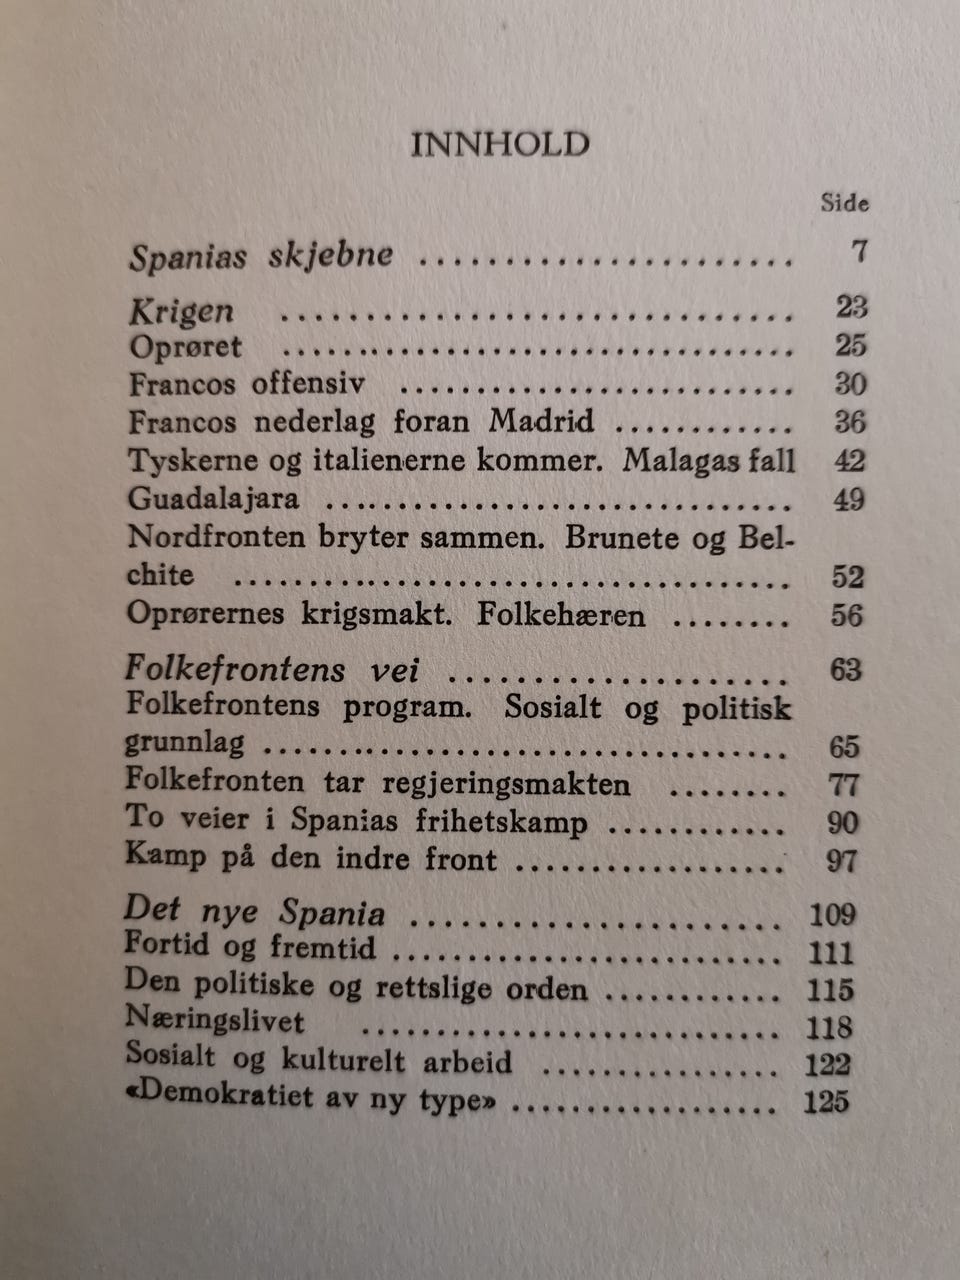 INNHOLD
Side
Spanias skjebne ...................... 7
Krigen ............................... 23
Oprøret .............................. 25
Francos offensiv ........................ 30
Francos nederlag foran Madrid ............ 36
Tyskerne og italienerne kommer. Malagas fall 42
Guadalajara ............................. 49
Nordfronten bryter sammen. Brunete og Bel-
chite .................................. 52
Oprørernes krigsmakt. Folkehæren ........ 56
Folkefrontens vei .................... 63
Folkefrontens program. Sosialt og politisk
grunnlag ................................ 65
Folkefronten tar regjeringsmakten ........ 77
To veier i Spanias frihetskamp ............ 90
Kamp på den indre front .................. 97
Det nye Spania ...................... 109
Fortid og fremtid .......................... 111
Den politiske og rettslige orden ............ 115
Næringslivet ............................ 118
Sosialt og kulturelt arbeid ................ 122
«Demokratiet av ny type» .................. 125